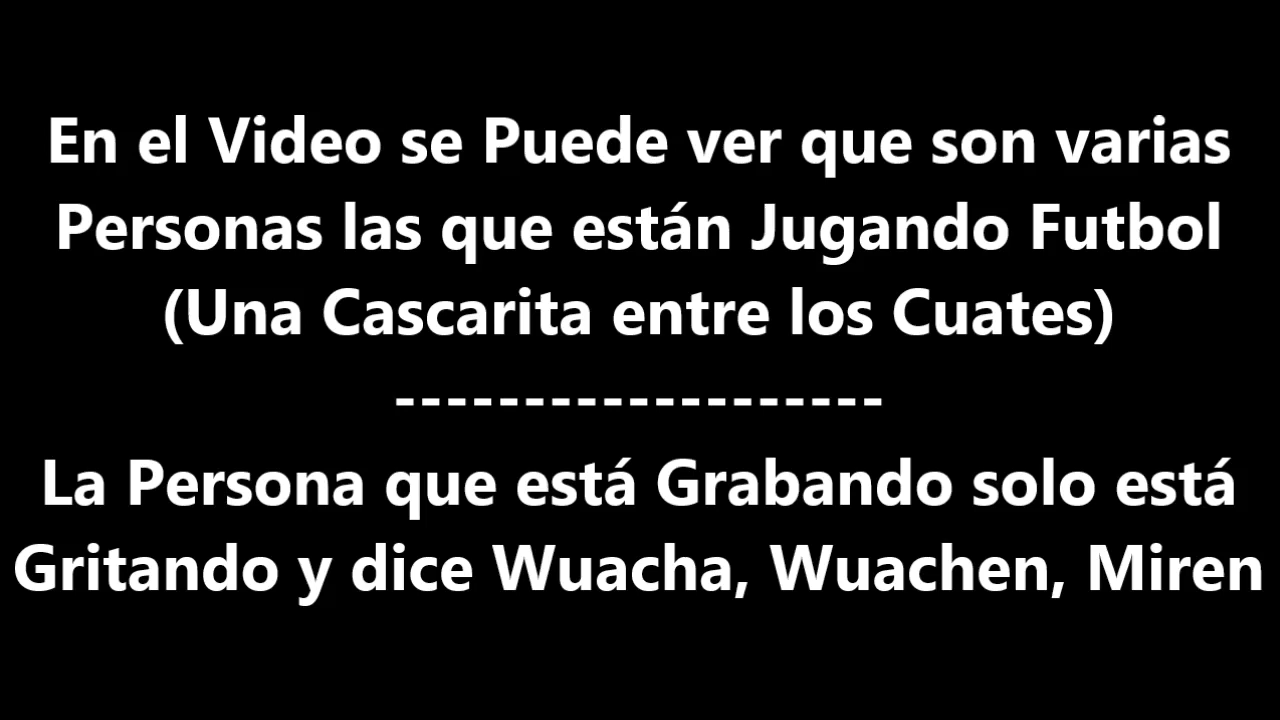 En el Video se Puede ver que son varias
Personas las que están Jugando Futbol
(Una Cascarita entre los Cuates)
-------------------
La Persona que está Grabando solo está
Gritando y dice Wuacha, Wuachen, Miren